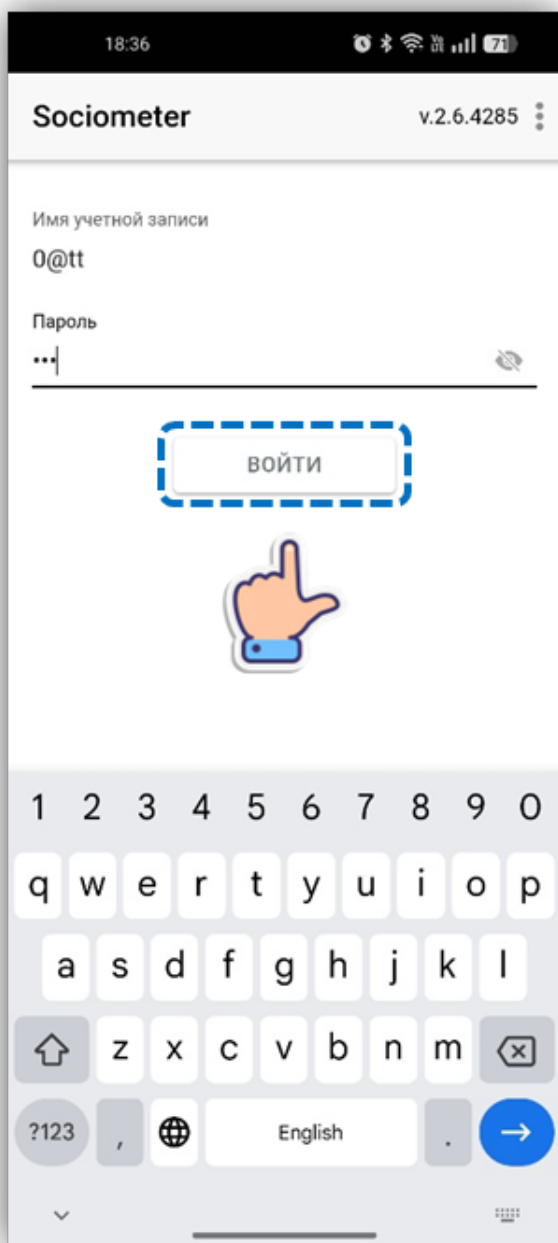 18:36 71
Sociometer v.2.6.4285
Имя учетной записи
0@tt
Пароль
•••
ВОЙТИ
1 2 3 4 5 6 7 8 9 0
q w e r t y u i o p
a s d f g h j k l
z x c v b n m
?123 , English .